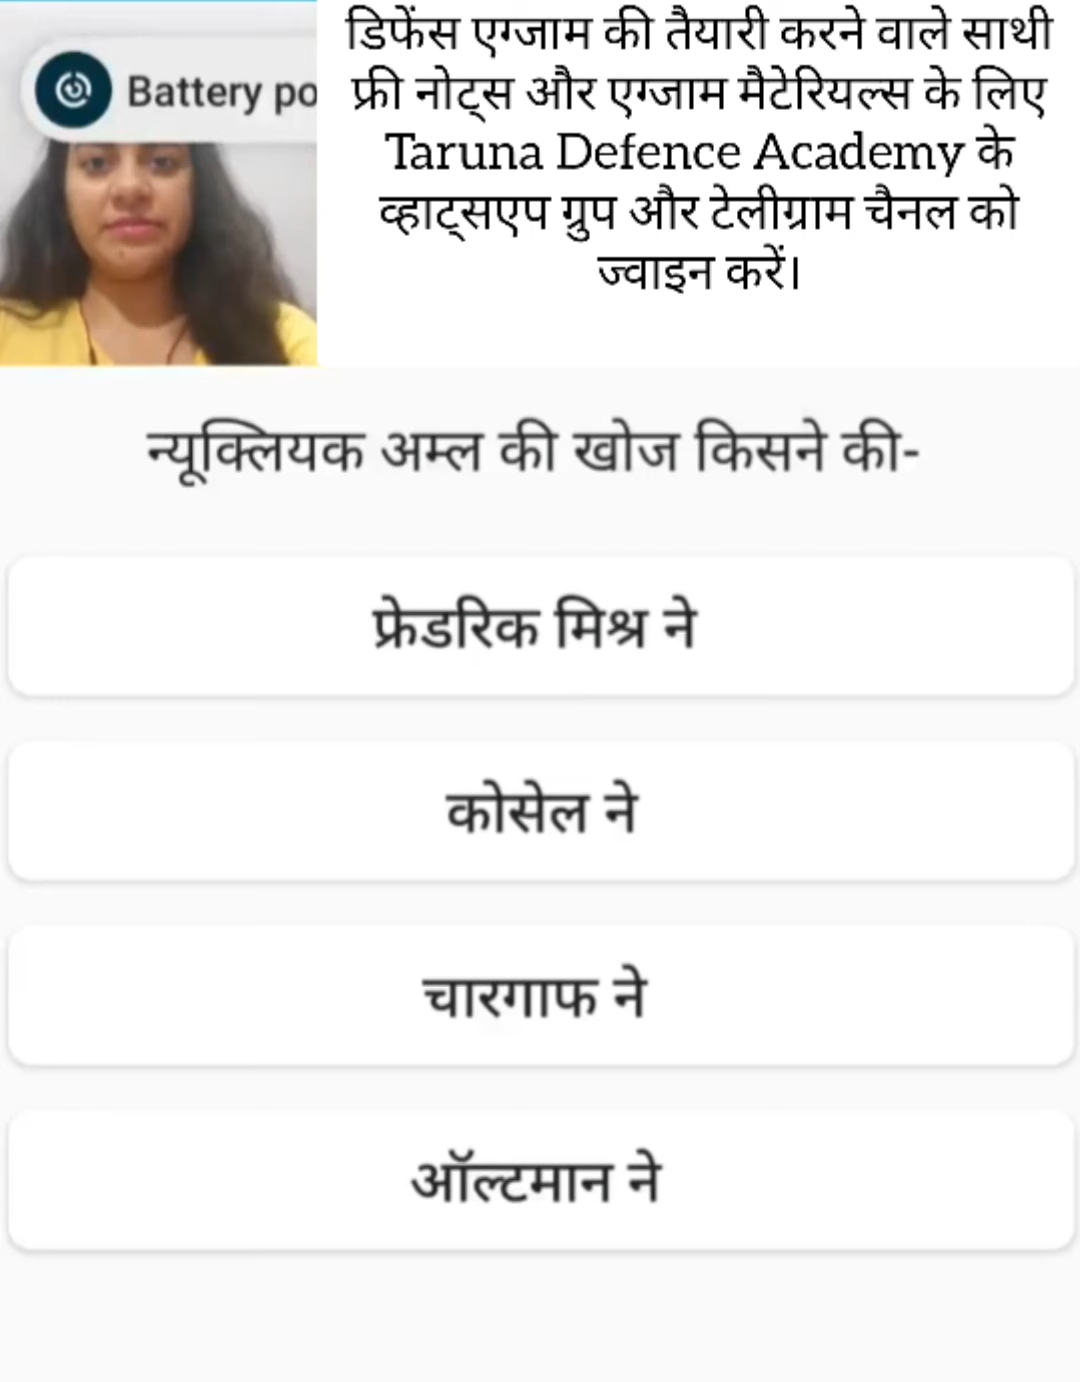 Battery po
डिफेंस एग्जाम की तैयारी करने वाले साथी
फ्री नोट्स और एग्जाम मैटेरियल्स के लिए
Taruna Defence Academy के
व्हाट्सएप ग्रुप और टेलीग्राम चैनल को
ज्वाइन करें।
न्यूक्लियक अम्ल की खोज किसने की-
फ्रेडरिक मिश्र ने
कोसेल ने
चारगाफ ने
ऑल्टमान ने